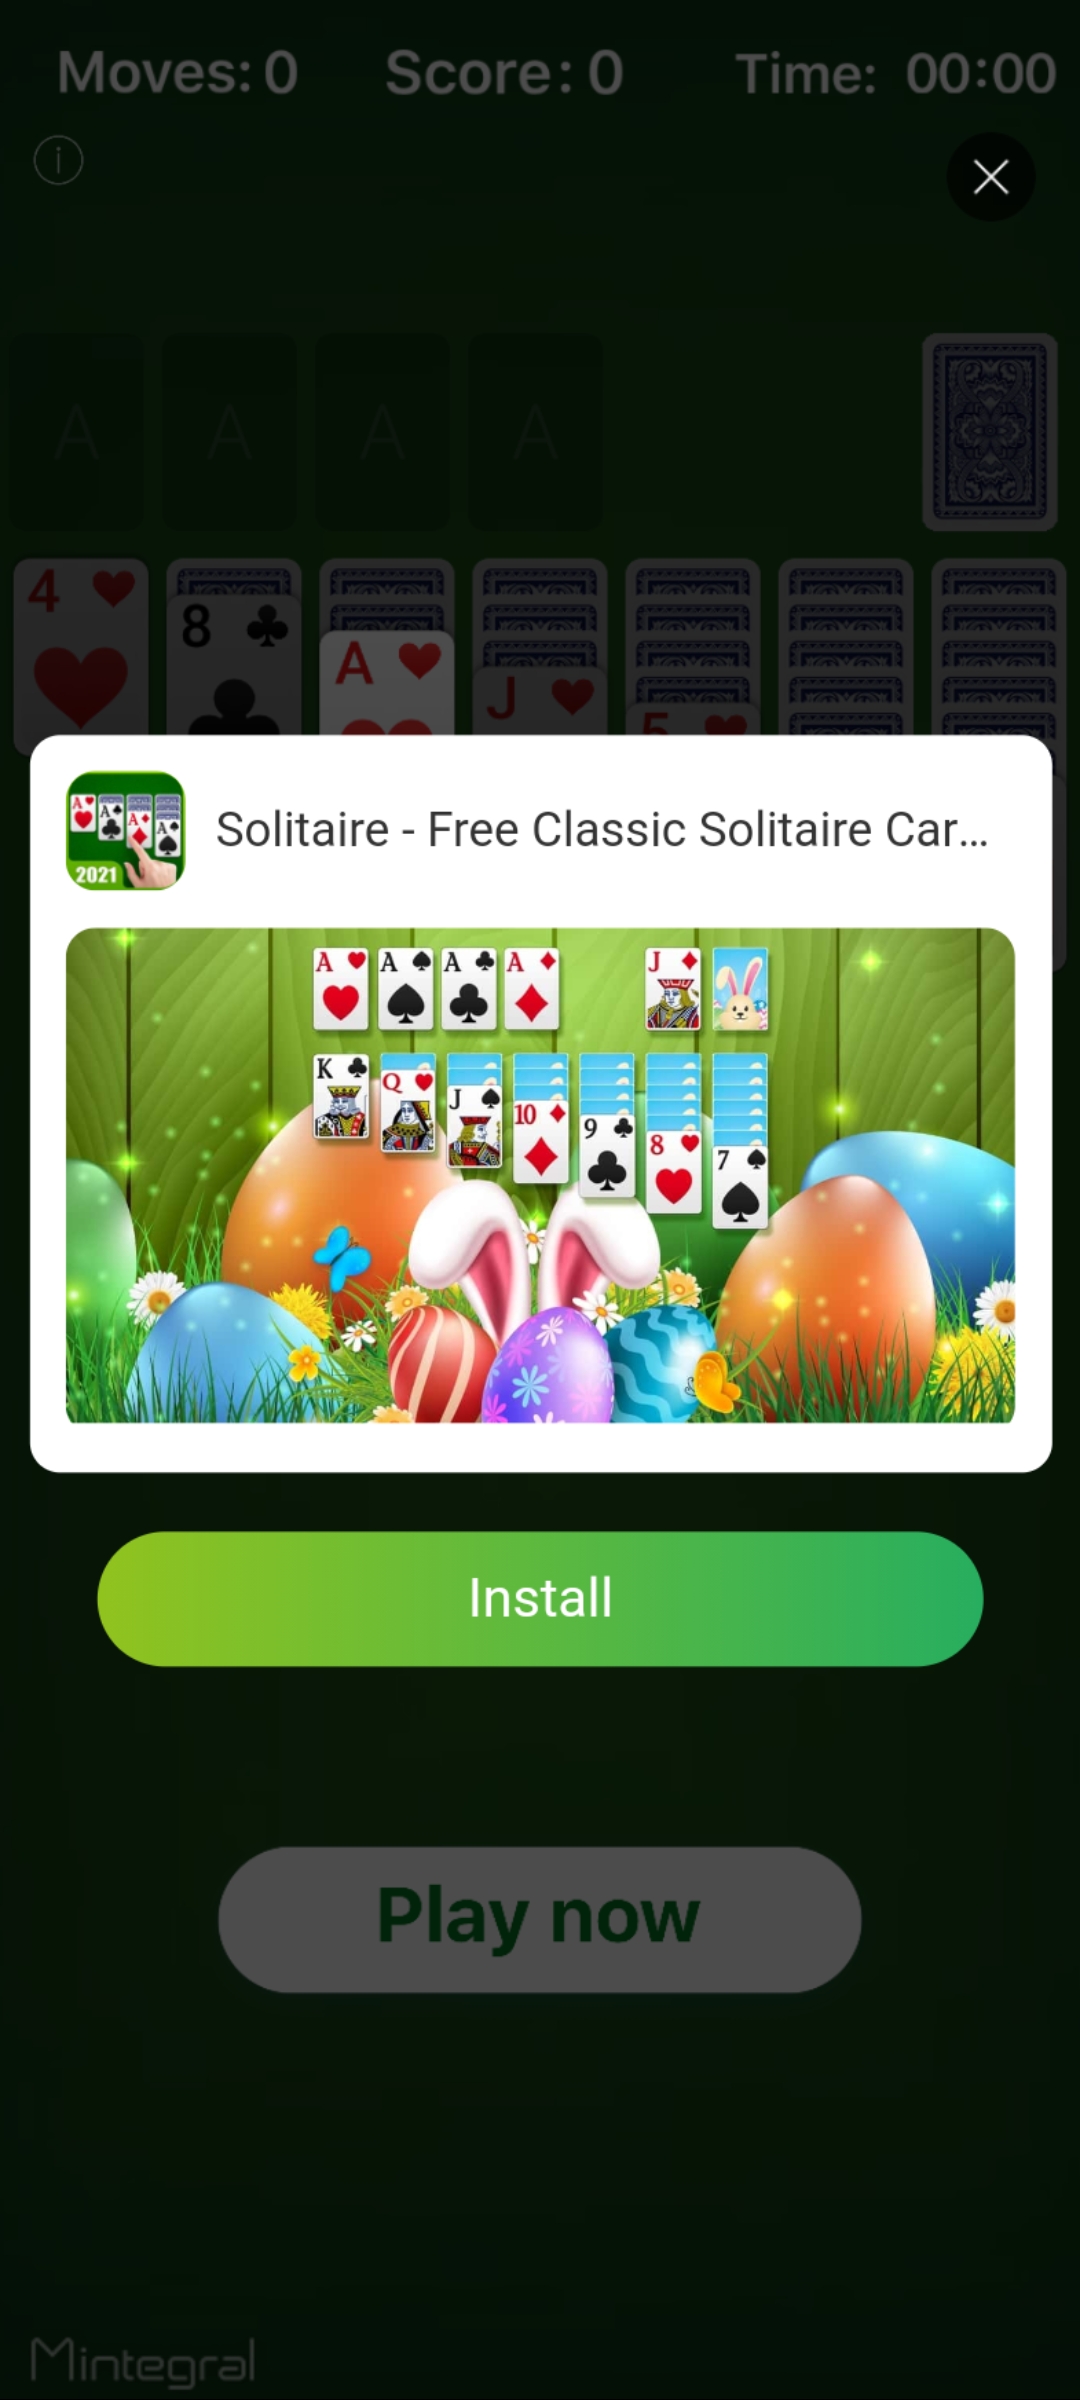 Moves: 0 Score: 0 Time: 00:00
A A A A
4 8 A J 5
Solitaire - Free Classic Solitaire Car...
A A A A
2021
A A A A J
K Q J 10 9 8 7
Install
Play now
Mintegral